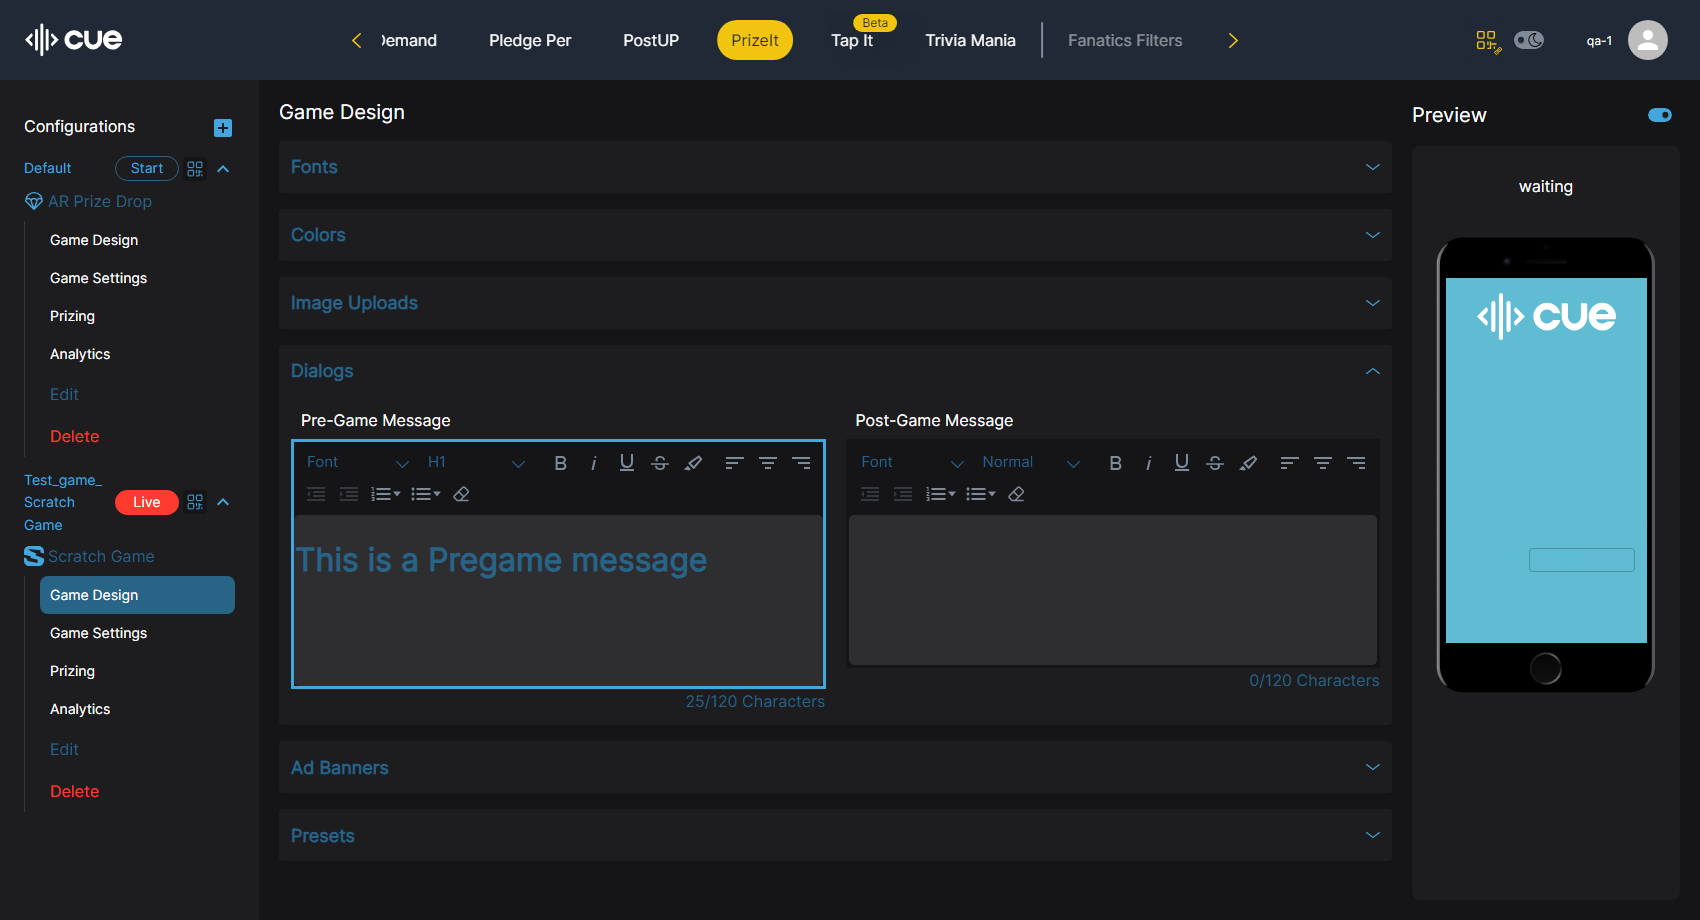 cue
Demand
Pledge Per
PostUP
PrizeIt
Beta
Tap It
Trivia Mania
Fanatics Filters
qa-1
Configurations
Default
Start
AR Prize Drop
Game Design
Game Settings
Prizing
Analytics
Edit
Delete
Test_game_
Scratch
Game
Live
Scratch Game
Game Design
Game Settings
Prizing
Analytics
Edit
Delete
Game Design
Fonts
Colors
Image Uploads
Dialogs
Pre-Game Message
Font
H1
This is a Pregame message
25/120 Characters
Post-Game Message
Font
Normal
0/120 Characters
Ad Banners
Presets
Preview
waiting
cue